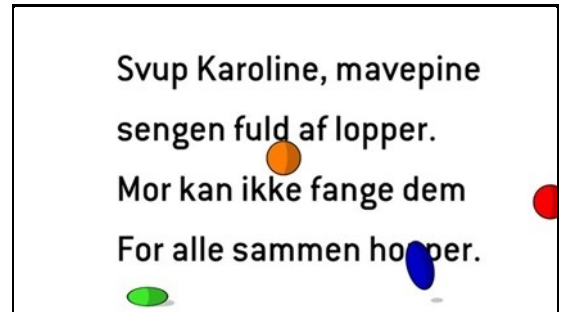 Svup Karoline, mavepine
sengen fuld af lopper.
Mor kan ikke fange dem
For alle sammen hopper.